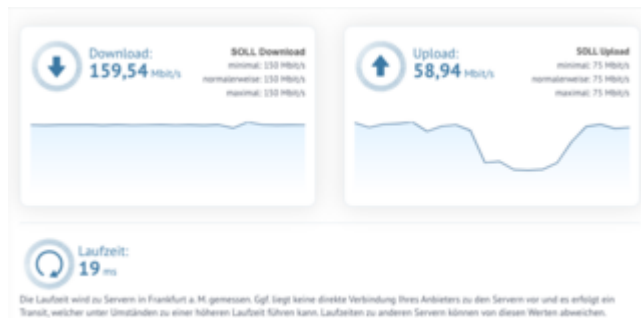 Download:
159,54 Mbit/s
SOLL Download
minimal: 150 Mbit/s
normalerweise: 150 Mbit/s
maximal: 150 Mbit/s
Upload:
58,94 Mbit/s
SOLL Upload
minimal: 75 Mbit/s
normalerweise: 75 Mbit/s
maximal: 75 Mbit/s
Laufzeit:
19 ms
Die Laufzeit wird zu Servern in Frankfurt a. M. gemessen. Ggf. liegt keine direkte Verbindung Ihres Anbieters zu den Servern vor und es erfolgt ein
Transit, welcher unter Umständen zu einer höheren Laufzeit führen kann. Laufzeiten zu anderen Servern können von diesen Werten abweichen.